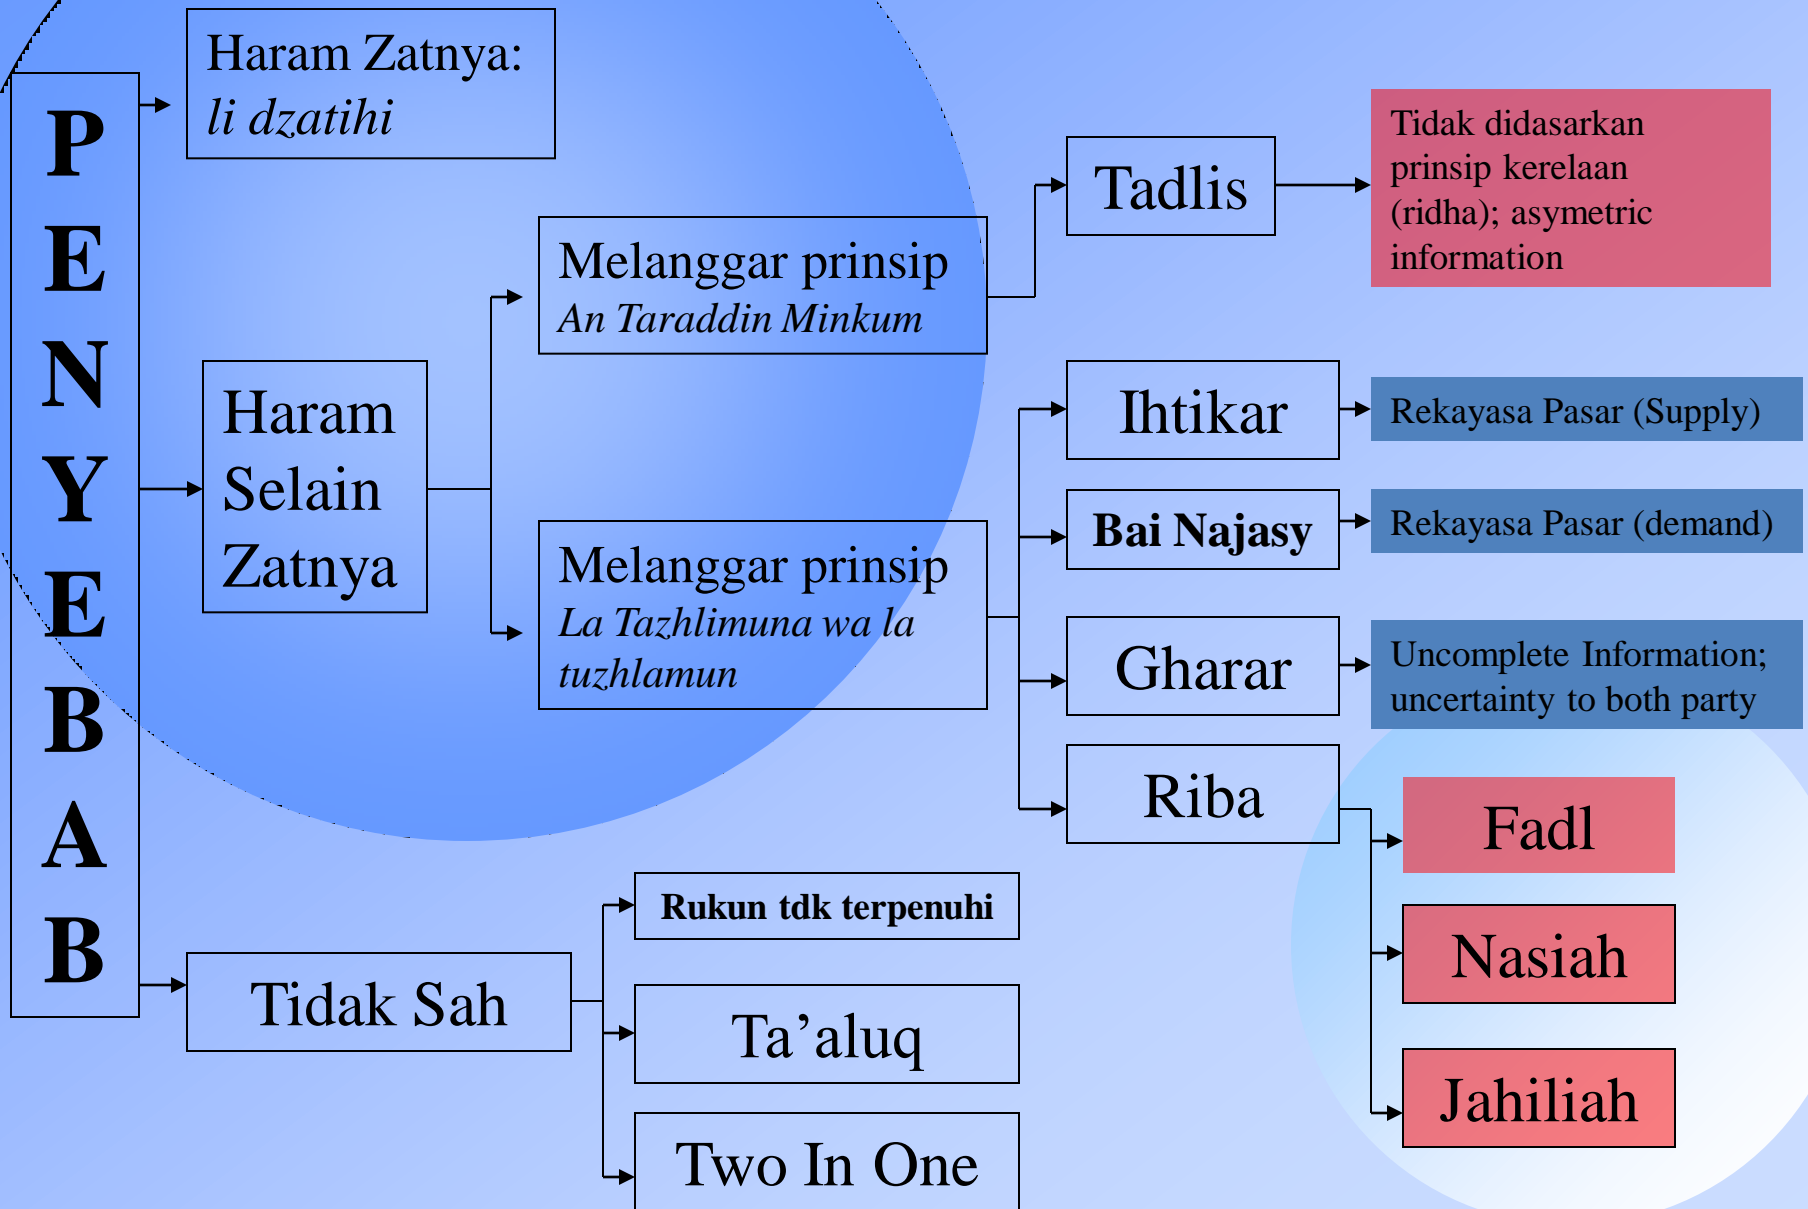 P
E
N
Y
E
B
A
B
Haram Zatnya:
li dzatihi
Haram
Selain
Zatnya
Melanggar prinsip
An Taraddin Minkum
Melanggar prinsip
La Tazhlimuna wa la
tuzhlamun
Tadlis
Tidak didasarkan
prinsip kerelaan
(ridha); asymetric
information
Ihtikar
Rekayasa Pasar (Supply)
Bai Najasy
Rekayasa Pasar (demand)
Gharar
Uncomplete Information;
uncertainty to both party
Riba
Fadl
Nasiah
Jahiliah
Tidak Sah
Rukun tdk terpenuhi
Ta’aluq
Two In One